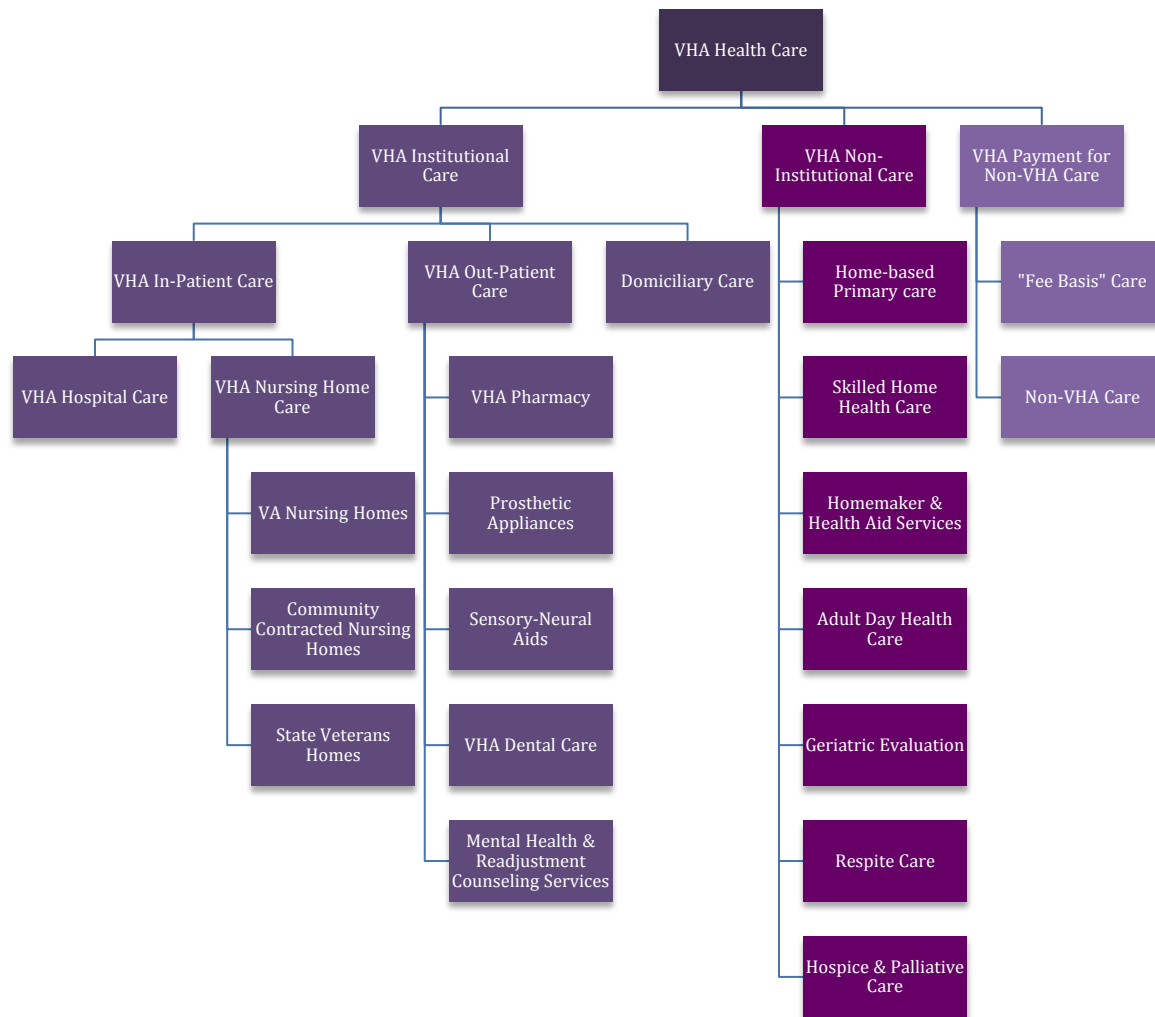 VHA Health Care
VHA Institutional
Care
VHA Non-
Institutional Care
VHA Payment for
Non-VHA Care
VHA In-Patient Care
VHA Out-Patient
Care
Domiciliary Care
Home-based
Primary care
"Fee Basis" Care
VHA Hospital Care
VHA Nursing Home
Care
VHA Pharmacy
Skilled Home
Health Care
Non-VHA Care
VA Nursing Homes
Prosthetic
Appliances
Homemaker &
Health Aid Services
Community
Contracted Nursing
Homes
Sensory-Neural
Aids
Adult Day Health
Care
State Veterans
Homes
VHA Dental Care
Geriatric Evaluation
Mental Health &
Readjustment
Counseling Services
Respite Care
Hospice & Palliative
Care